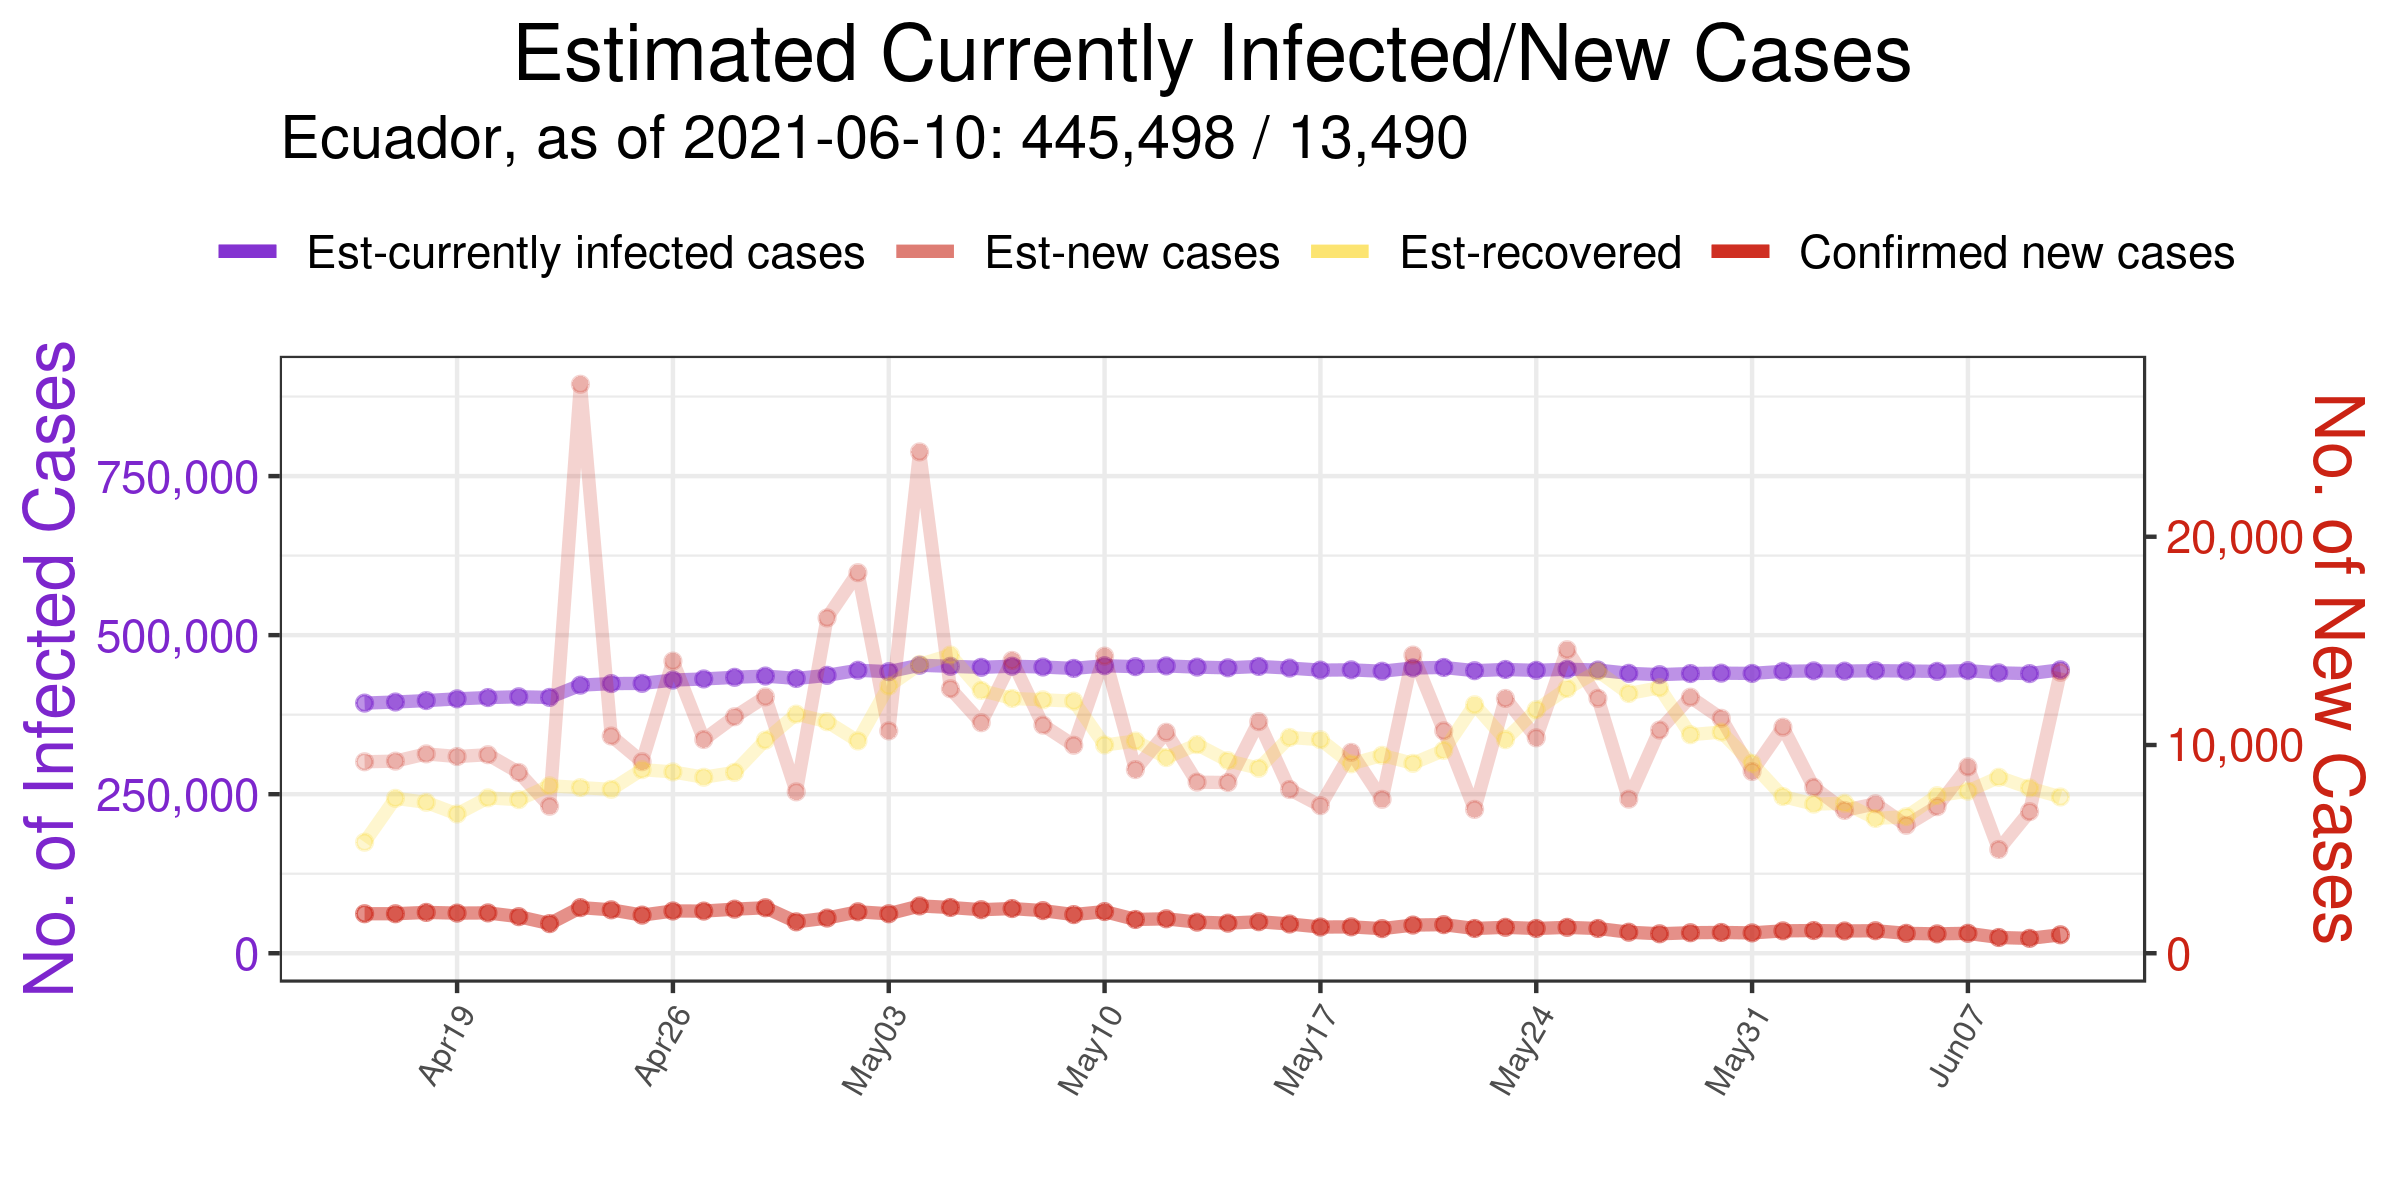 Estimated Currently Infected/New Cases
Ecuador, as of 2021-06-10: 445,498 / 13,490
Est-currently infected cases Est-new cases Est-recovered Confirmed new cases
No. of Infected Cases
750,000
500,000
250,000
0
20,000
10,000
0
No. of New Cases
Apr19 Apr26 May03 May10 May17 May24 May31 Jun07